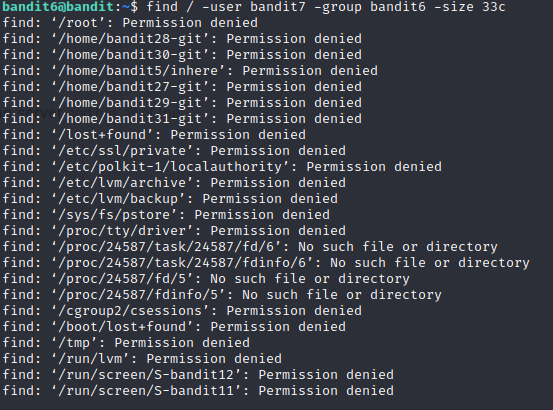 bandit6@bandit:~$ find / -user bandit7 -group bandit6 -size 33c
find: ‘/root’: Permission denied
find: ‘/home/bandit28-git’: Permission denied
find: ‘/home/bandit30-git’: Permission denied
find: ‘/home/bandit5/inhere’: Permission denied
find: ‘/home/bandit27-git’: Permission denied
find: ‘/home/bandit29-git’: Permission denied
find: ‘/home/bandit31-git’: Permission denied
find: ‘/lost+found’: Permission denied
find: ‘/etc/ssl/private’: Permission denied
find: ‘/etc/polkit-1/localauthority’: Permission denied
find: ‘/etc/lvm/archive’: Permission denied
find: ‘/etc/lvm/backup’: Permission denied
find: ‘/sys/fs/pstore’: Permission denied
find: ‘/proc/tty/driver’: Permission denied
find: ‘/proc/24587/task/24587/fd/6’: No such file or directory
find: ‘/proc/24587/task/24587/fdinfo/6’: No such file or directory
find: ‘/proc/24587/fd/5’: No such file or directory
find: ‘/proc/24587/fdinfo/5’: No such file or directory
find: ‘/cgroup2/csessions’: Permission denied
find: ‘/boot/lost+found’: Permission denied
find: ‘/tmp’: Permission denied
find: ‘/run/lvm’: Permission denied
find: ‘/run/screen/S-bandit12’: Permission denied
find: ‘/run/screen/S-bandit11’: Permission denied